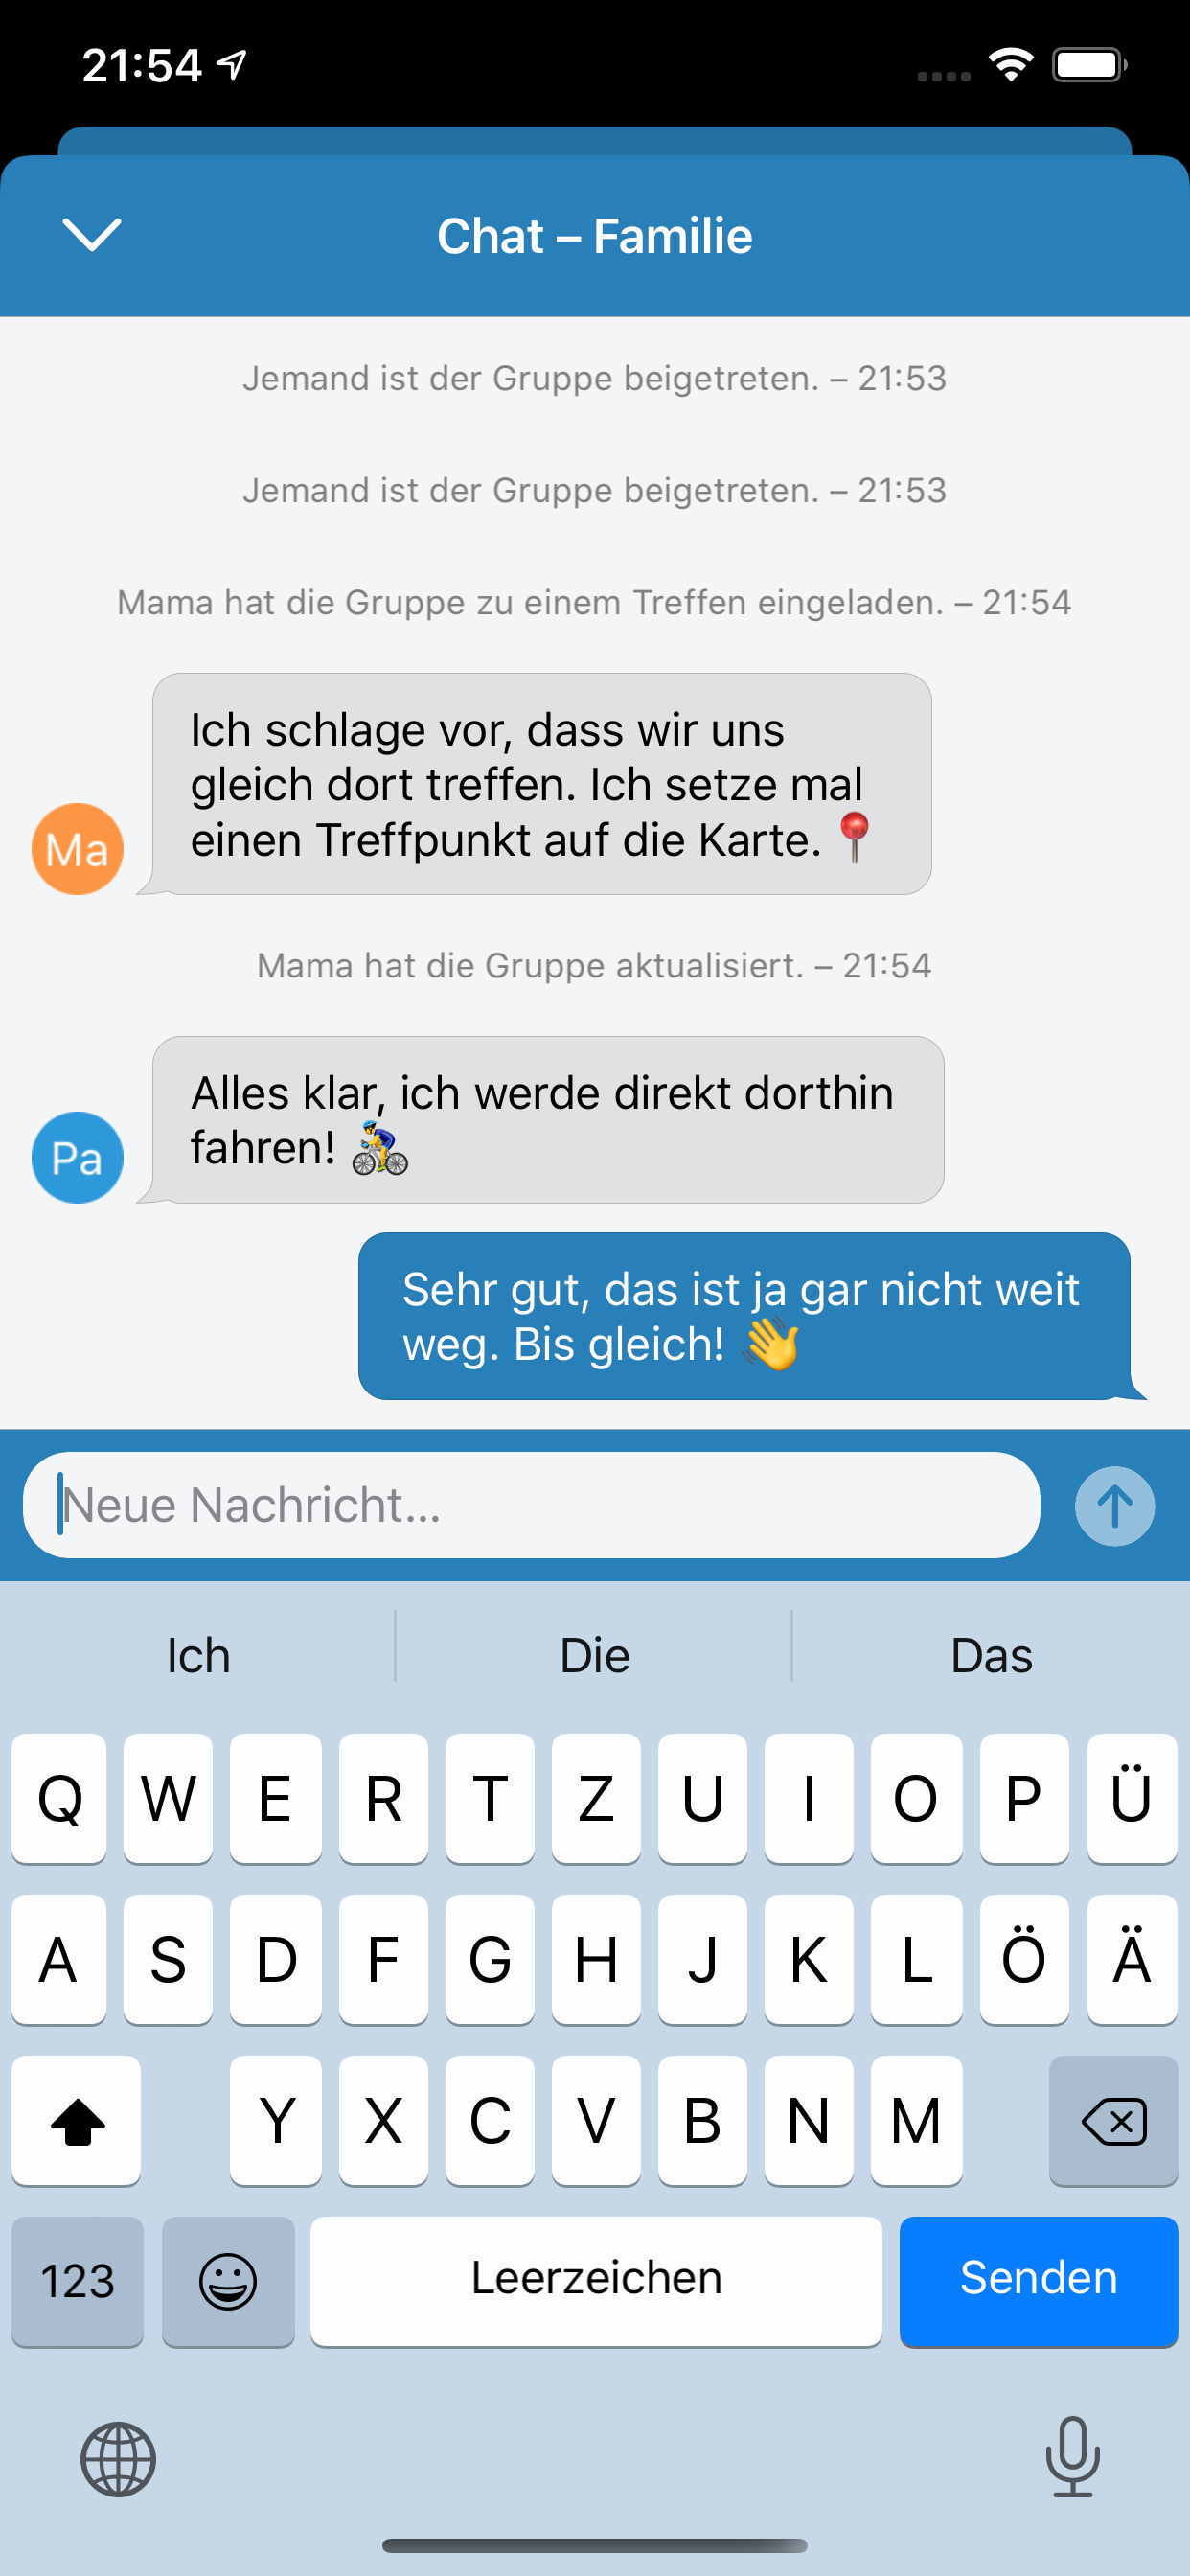 21:54
Chat – Familie
Jemand ist der Gruppe beigetreten. – 21:53
Jemand ist der Gruppe beigetreten. – 21:53
Mama hat die Gruppe zu einem Treffen eingeladen. – 21:54
Ich schlage vor, dass wir uns
gleich dort treffen. Ich setze mal
einen Treffpunkt auf die Karte.📍
Ma
Mama hat die Gruppe aktualisiert. – 21:54
Alles klar, ich werde direkt dorthin
fahren! 🚴
Pa
Sehr gut, das ist ja gar nicht weit
weg. Bis gleich! 👋
Neue Nachricht...
Ich Die Das
Q W E R T Z U I O P Ü
A S D F G H J K L Ö Ä
Y X C V B N M
123 Leerzeichen Senden